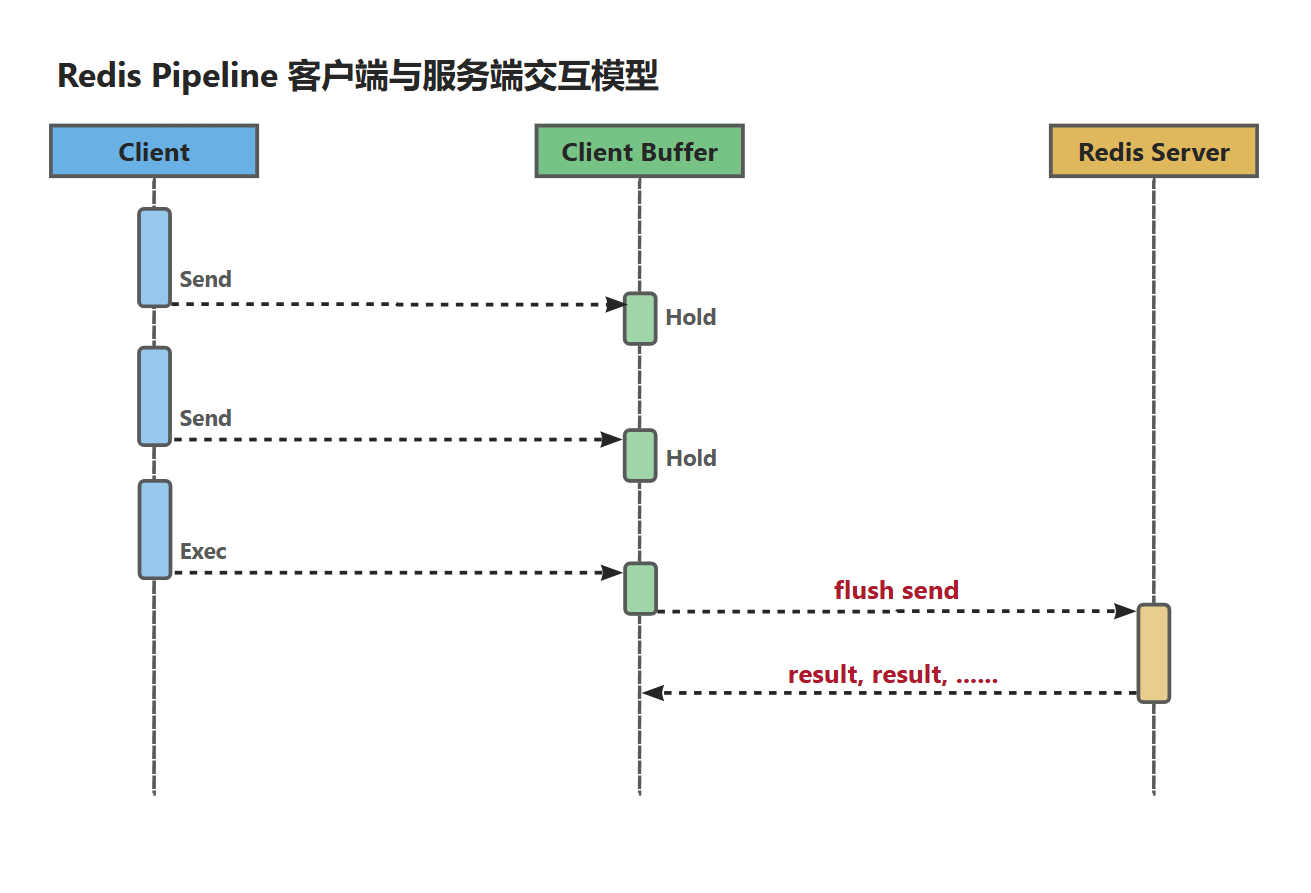 Redis Pipeline 客户端与服务端交互模型
Client
Client Buffer
Redis Server
Send
Hold
Send
Hold
Exec
flush send
result, result, ......